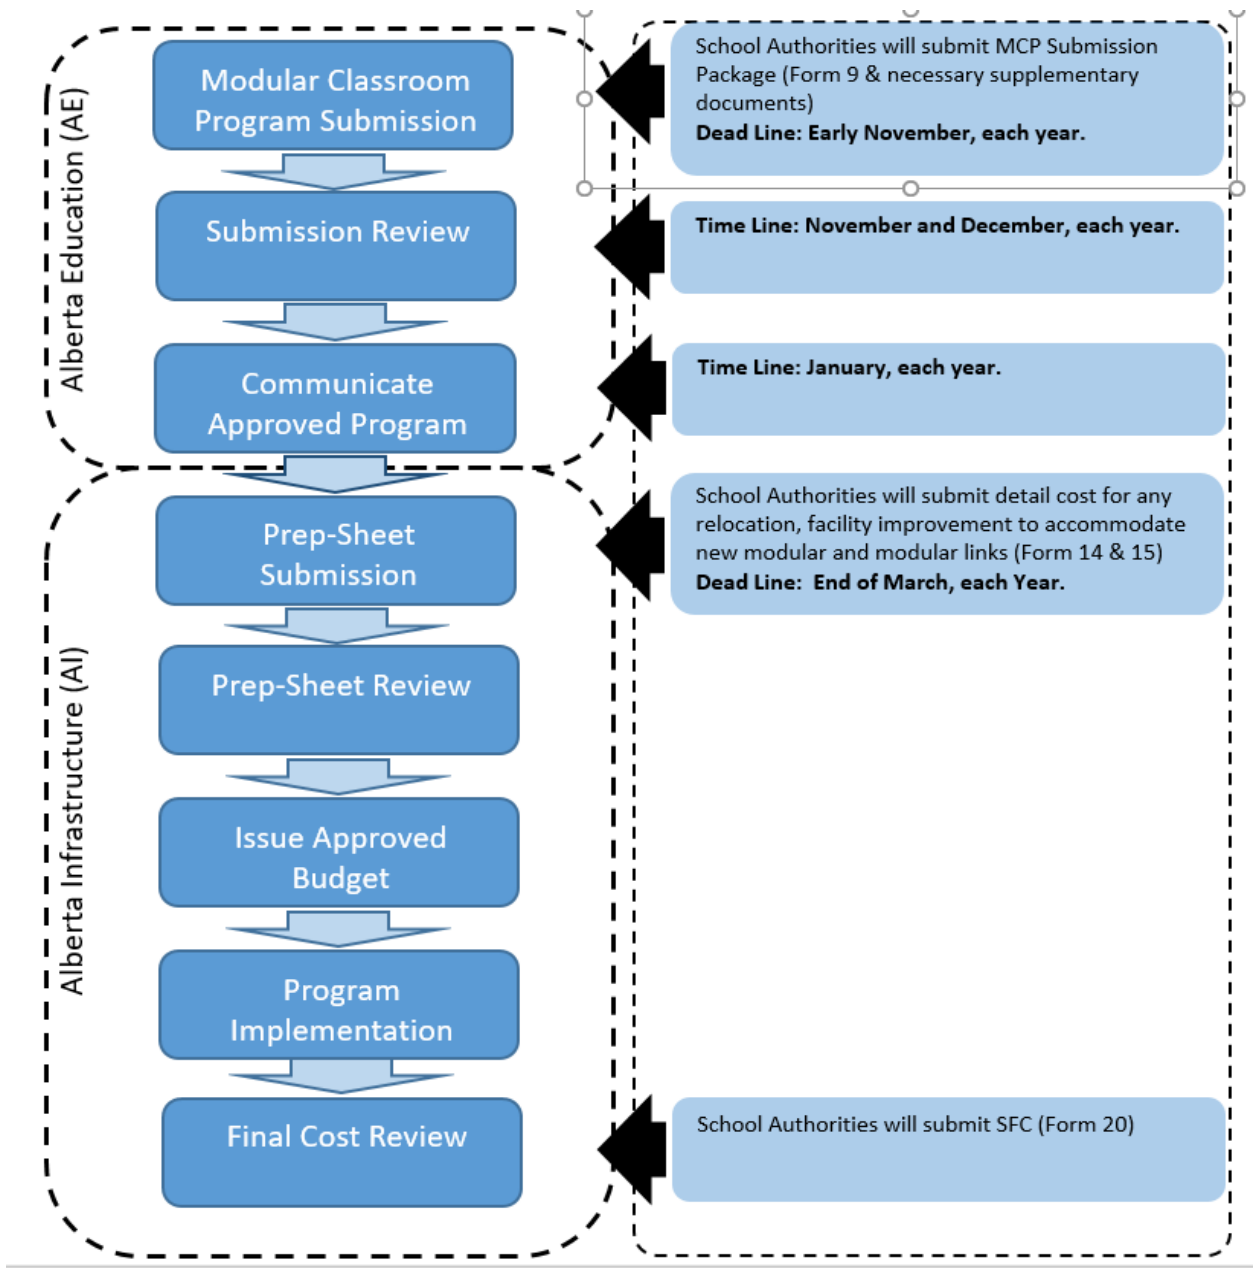 Alberta Education (AE)
Modular Classroom
Program Submission
School Authorities will submit MCP Submission
Package (Form 9 & necessary supplementary
documents)
Dead Line: Early November, each year.
Submission Review
Time Line: November and December, each year.
Communicate
Approved Program
Time Line: January, each year.
Alberta Infrastructure (AI)
Prep-Sheet
Submission
School Authorities will submit detail cost for any
relocation, facility improvement to accommodate
new modular and modular links (Form 14 & 15)
Dead Line:  End of March, each Year.
Prep-Sheet Review
Issue Approved
Budget
Program
Implementation
Final Cost Review
School Authorities will submit SFC (Form 20)